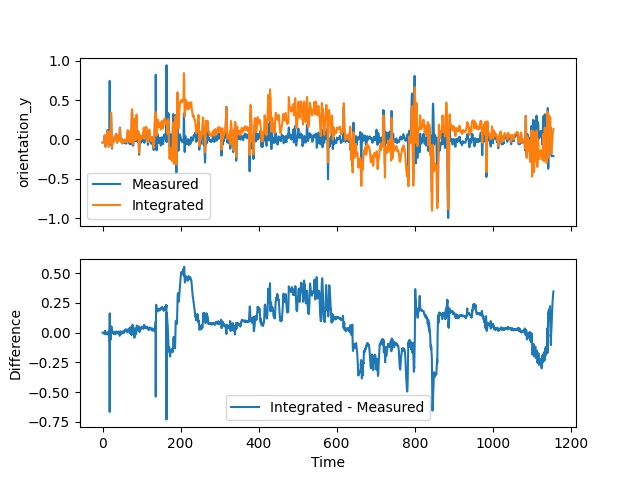 1.0
0.5
0.0
−0.5
−1.0
orientation_y
Measured
Integrated
0.50
0.25
0.00
−0.25
−0.50
−0.75
Difference
Integrated - Measured
0 200 400 600 800 1000 1200
Time